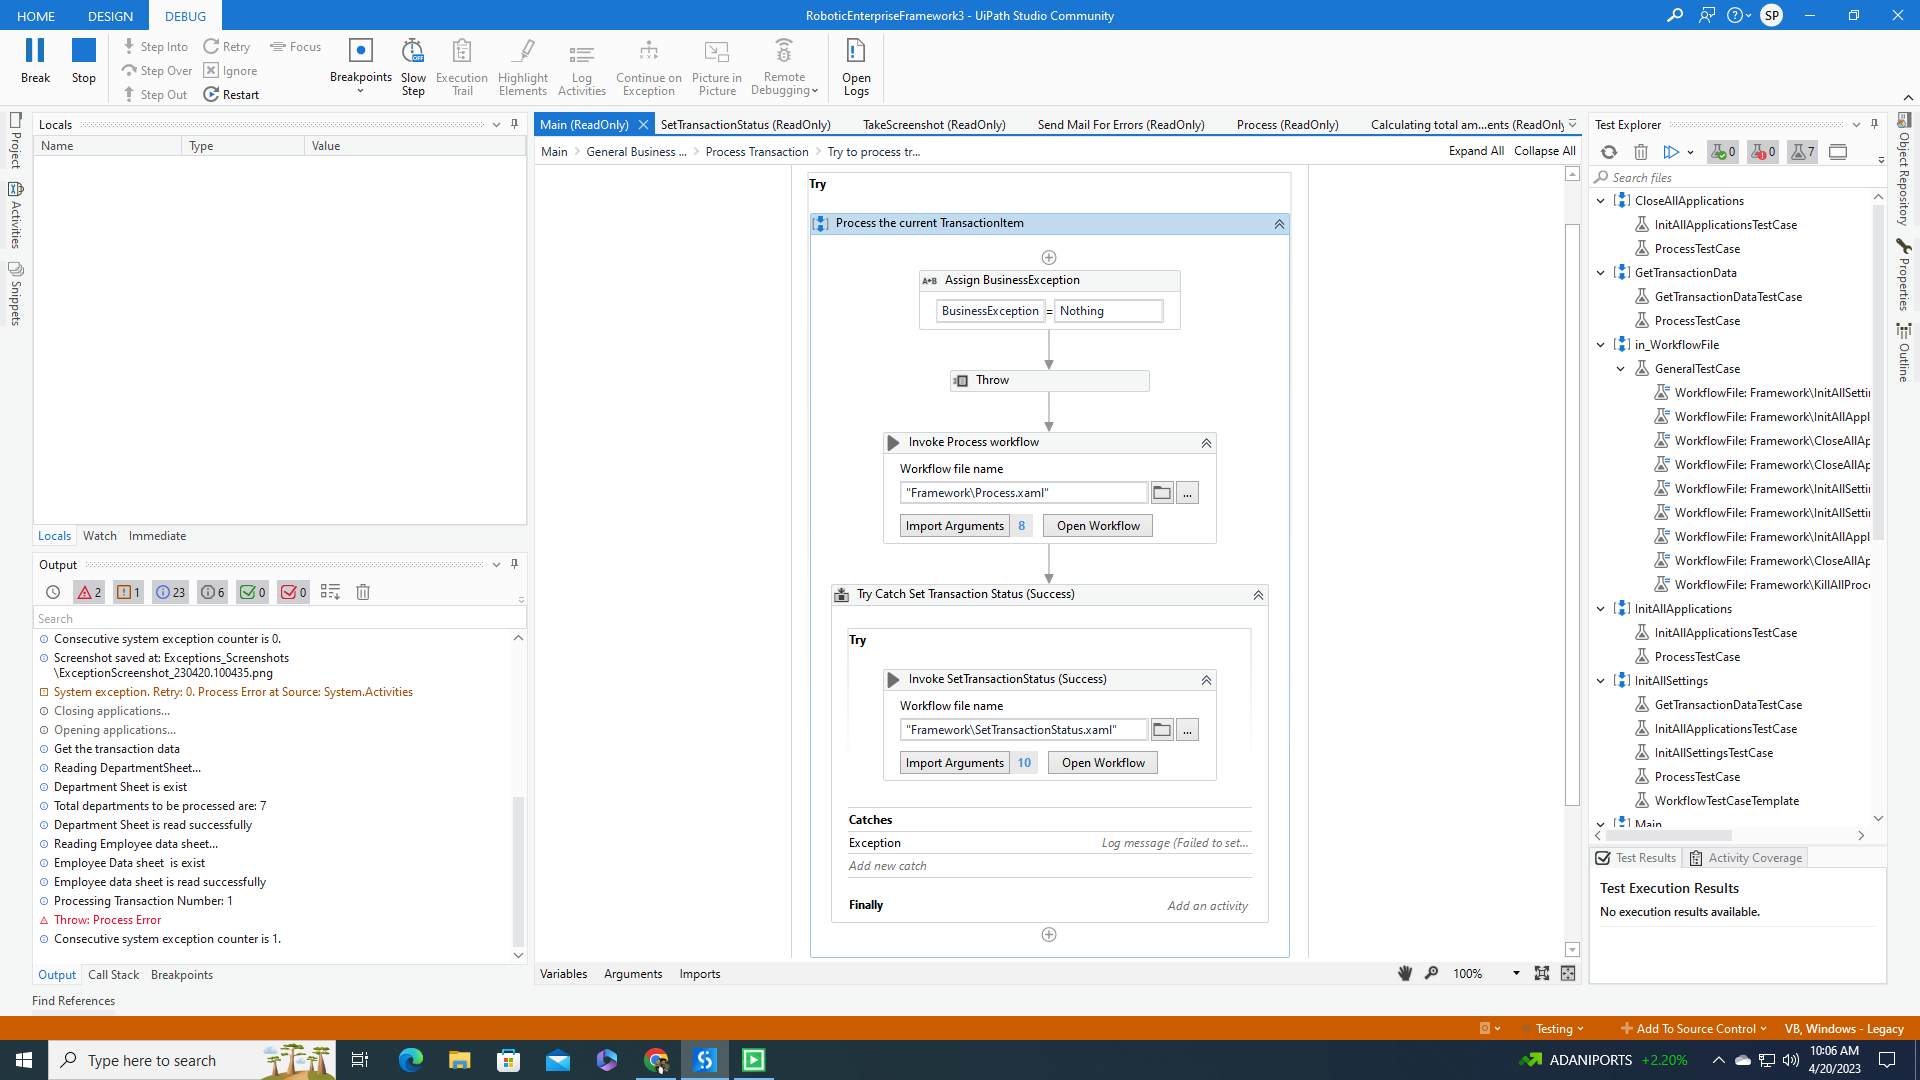 HOME DESIGN DEBUG
RoboticEnterpriseFramework3 - UiPath Studio Community
SP
Break
Stop
Step Into
Step Over
Step Out
Retry
Ignore
Restart
Focus
Breakpoints
Slow Step
Execution Trail
Highlight Elements
Log Activities
Continue on Exception
Picture in Picture
Remote Debugging
Open Logs
Project
Activities
Snippets
Locals
Name Type Value
Locals Watch Immediate
Output
2 1 23 6 0 0
Search
Consecutive system exception counter is 0.
Screenshot saved at: Exceptions_Screenshots
\ExceptionScreenshot_230420.100435.png
System exception. Retry: 0. Process Error at Source: System.Activities
Closing applications...
Opening applications...
Get the transaction data
Reading DepartmentSheet...
Department Sheet is exist
Total departments to be processed are: 7
Department Sheet is read successfully
Reading Employee data sheet...
Employee Data sheet  is exist
Employee data sheet is read successfully
Processing Transaction Number: 1
Throw: Process Error
Consecutive system exception counter is 1.
Output Call Stack Breakpoints
Find References
Main (ReadOnly) SetTransactionStatus (ReadOnly) TakeScreenshot (ReadOnly) Send Mail For Errors (ReadOnly) Process (ReadOnly) Calculating total am...ents (ReadOnly
Main General Business ... Process Transaction Try to process tr...
Expand All Collapse All
Try
Process the current TransactionItem
A+B Assign BusinessException
BusinessException = Nothing
Throw
Invoke Process workflow
Workflow file name
"Framework\Process.xaml"
...
Import Arguments 8 Open Workflow
Try Catch Set Transaction Status (Success)
Try
Invoke SetTransactionStatus (Success)
Workflow file name
"Framework\SetTransactionStatus.xaml"
...
Import Arguments 10 Open Workflow
Catches
Exception Log message (Failed to set...
Add new catch
Finally Add an activity
Variables Arguments Imports
100%
Test Explorer
0 0 7
Search files
CloseAllApplications
InitAllApplicationsTestCase
ProcessTestCase
GetTransactionData
GetTransactionDataTestCase
ProcessTestCase
in_WorkflowFile
GeneralTestCase
WorkflowFile: Framework\InitAllSetti
WorkflowFile: Framework\InitAllAppl
WorkflowFile: Framework\CloseAllAp
WorkflowFile: Framework\CloseAllAp
WorkflowFile: Framework\InitAllSetti
WorkflowFile: Framework\InitAllSetti
WorkflowFile: Framework\InitAllAppl
WorkflowFile: Framework\CloseAllAp
WorkflowFile: Framework\KillAllProce
InitAllApplications
InitAllApplicationsTestCase
ProcessTestCase
InitAllSettings
GetTransactionDataTestCase
InitAllApplicationsTestCase
InitAllSettingsTestCase
ProcessTestCase
WorkflowTestCaseTemplate
Main
Test Results Activity Coverage
Test Execution Results
No execution results available.
Object Repository
Properties
Outline
Testing
Add To Source Control
VB, Windows - Legacy
Type here to search
ADANIPORTS +2.20%
10:06 AM
4/20/2023